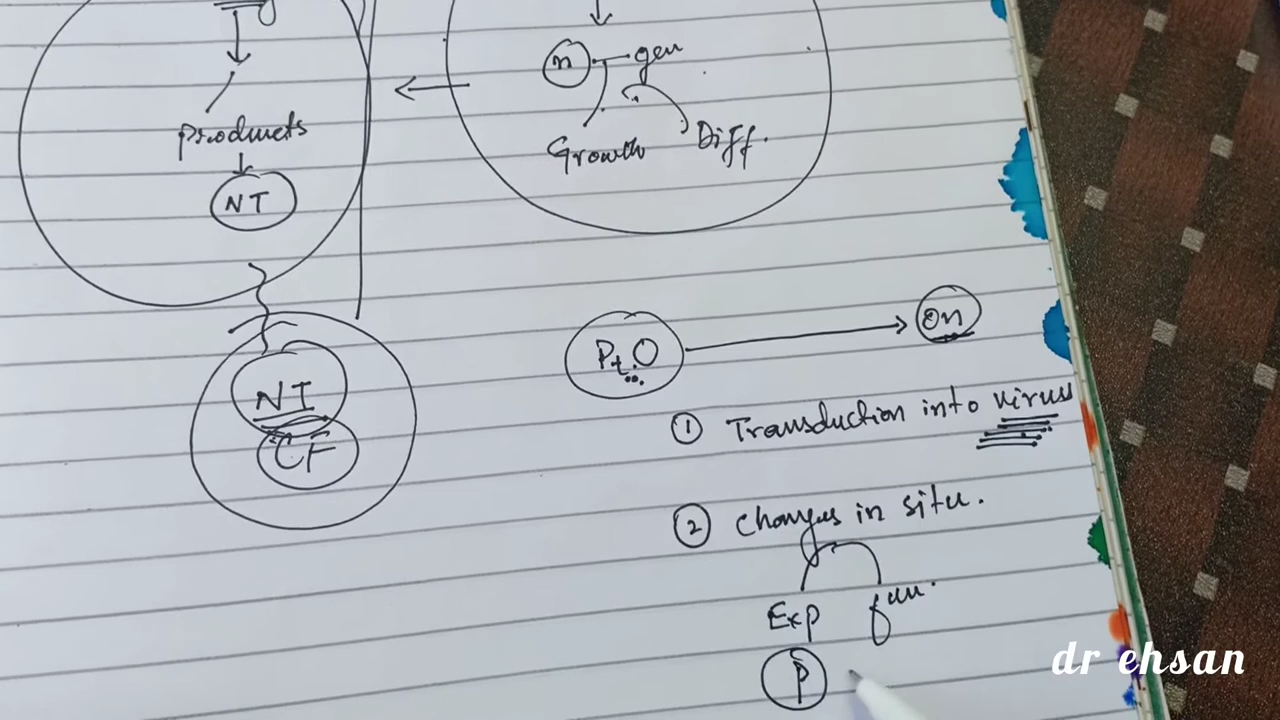 n gen
Growth Diff.
Products
NT
Pt.O → on
NT
CF
① Transduction into virus
② Changes in situ.
Exp fun.
P
dr ehsan